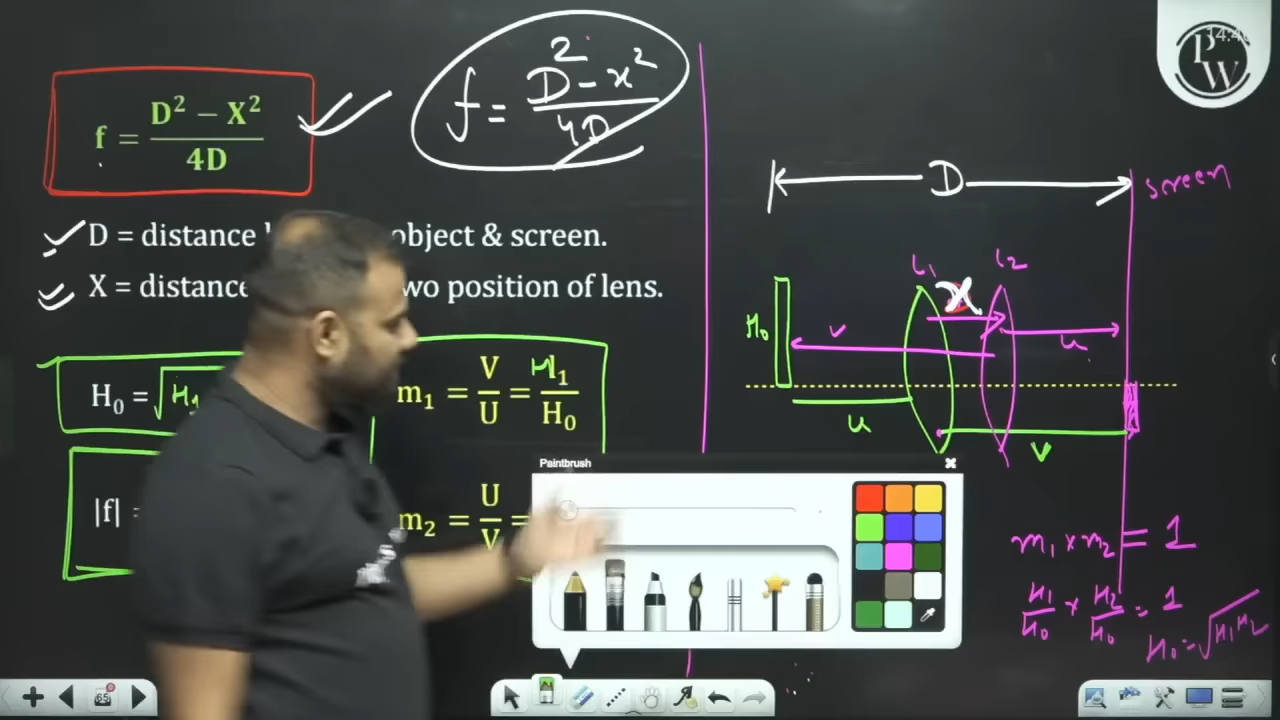 f = (D² − X²) / 4D
f = (D² − x²) / 4D
D = distance object & screen.
X = distance two position of lens.
H₀ = √H₁
m₁ = V/U = H₁/H₀
|f| =
m₂ = U/V =
D
screen
L₁ L₂
X
H₀
v
u
u
v
m₁ × m₂ = 1
H₁/H₀ × H₂/H₀ = 1
H₀ = √H₁H₂
Paintbrush
65
PW